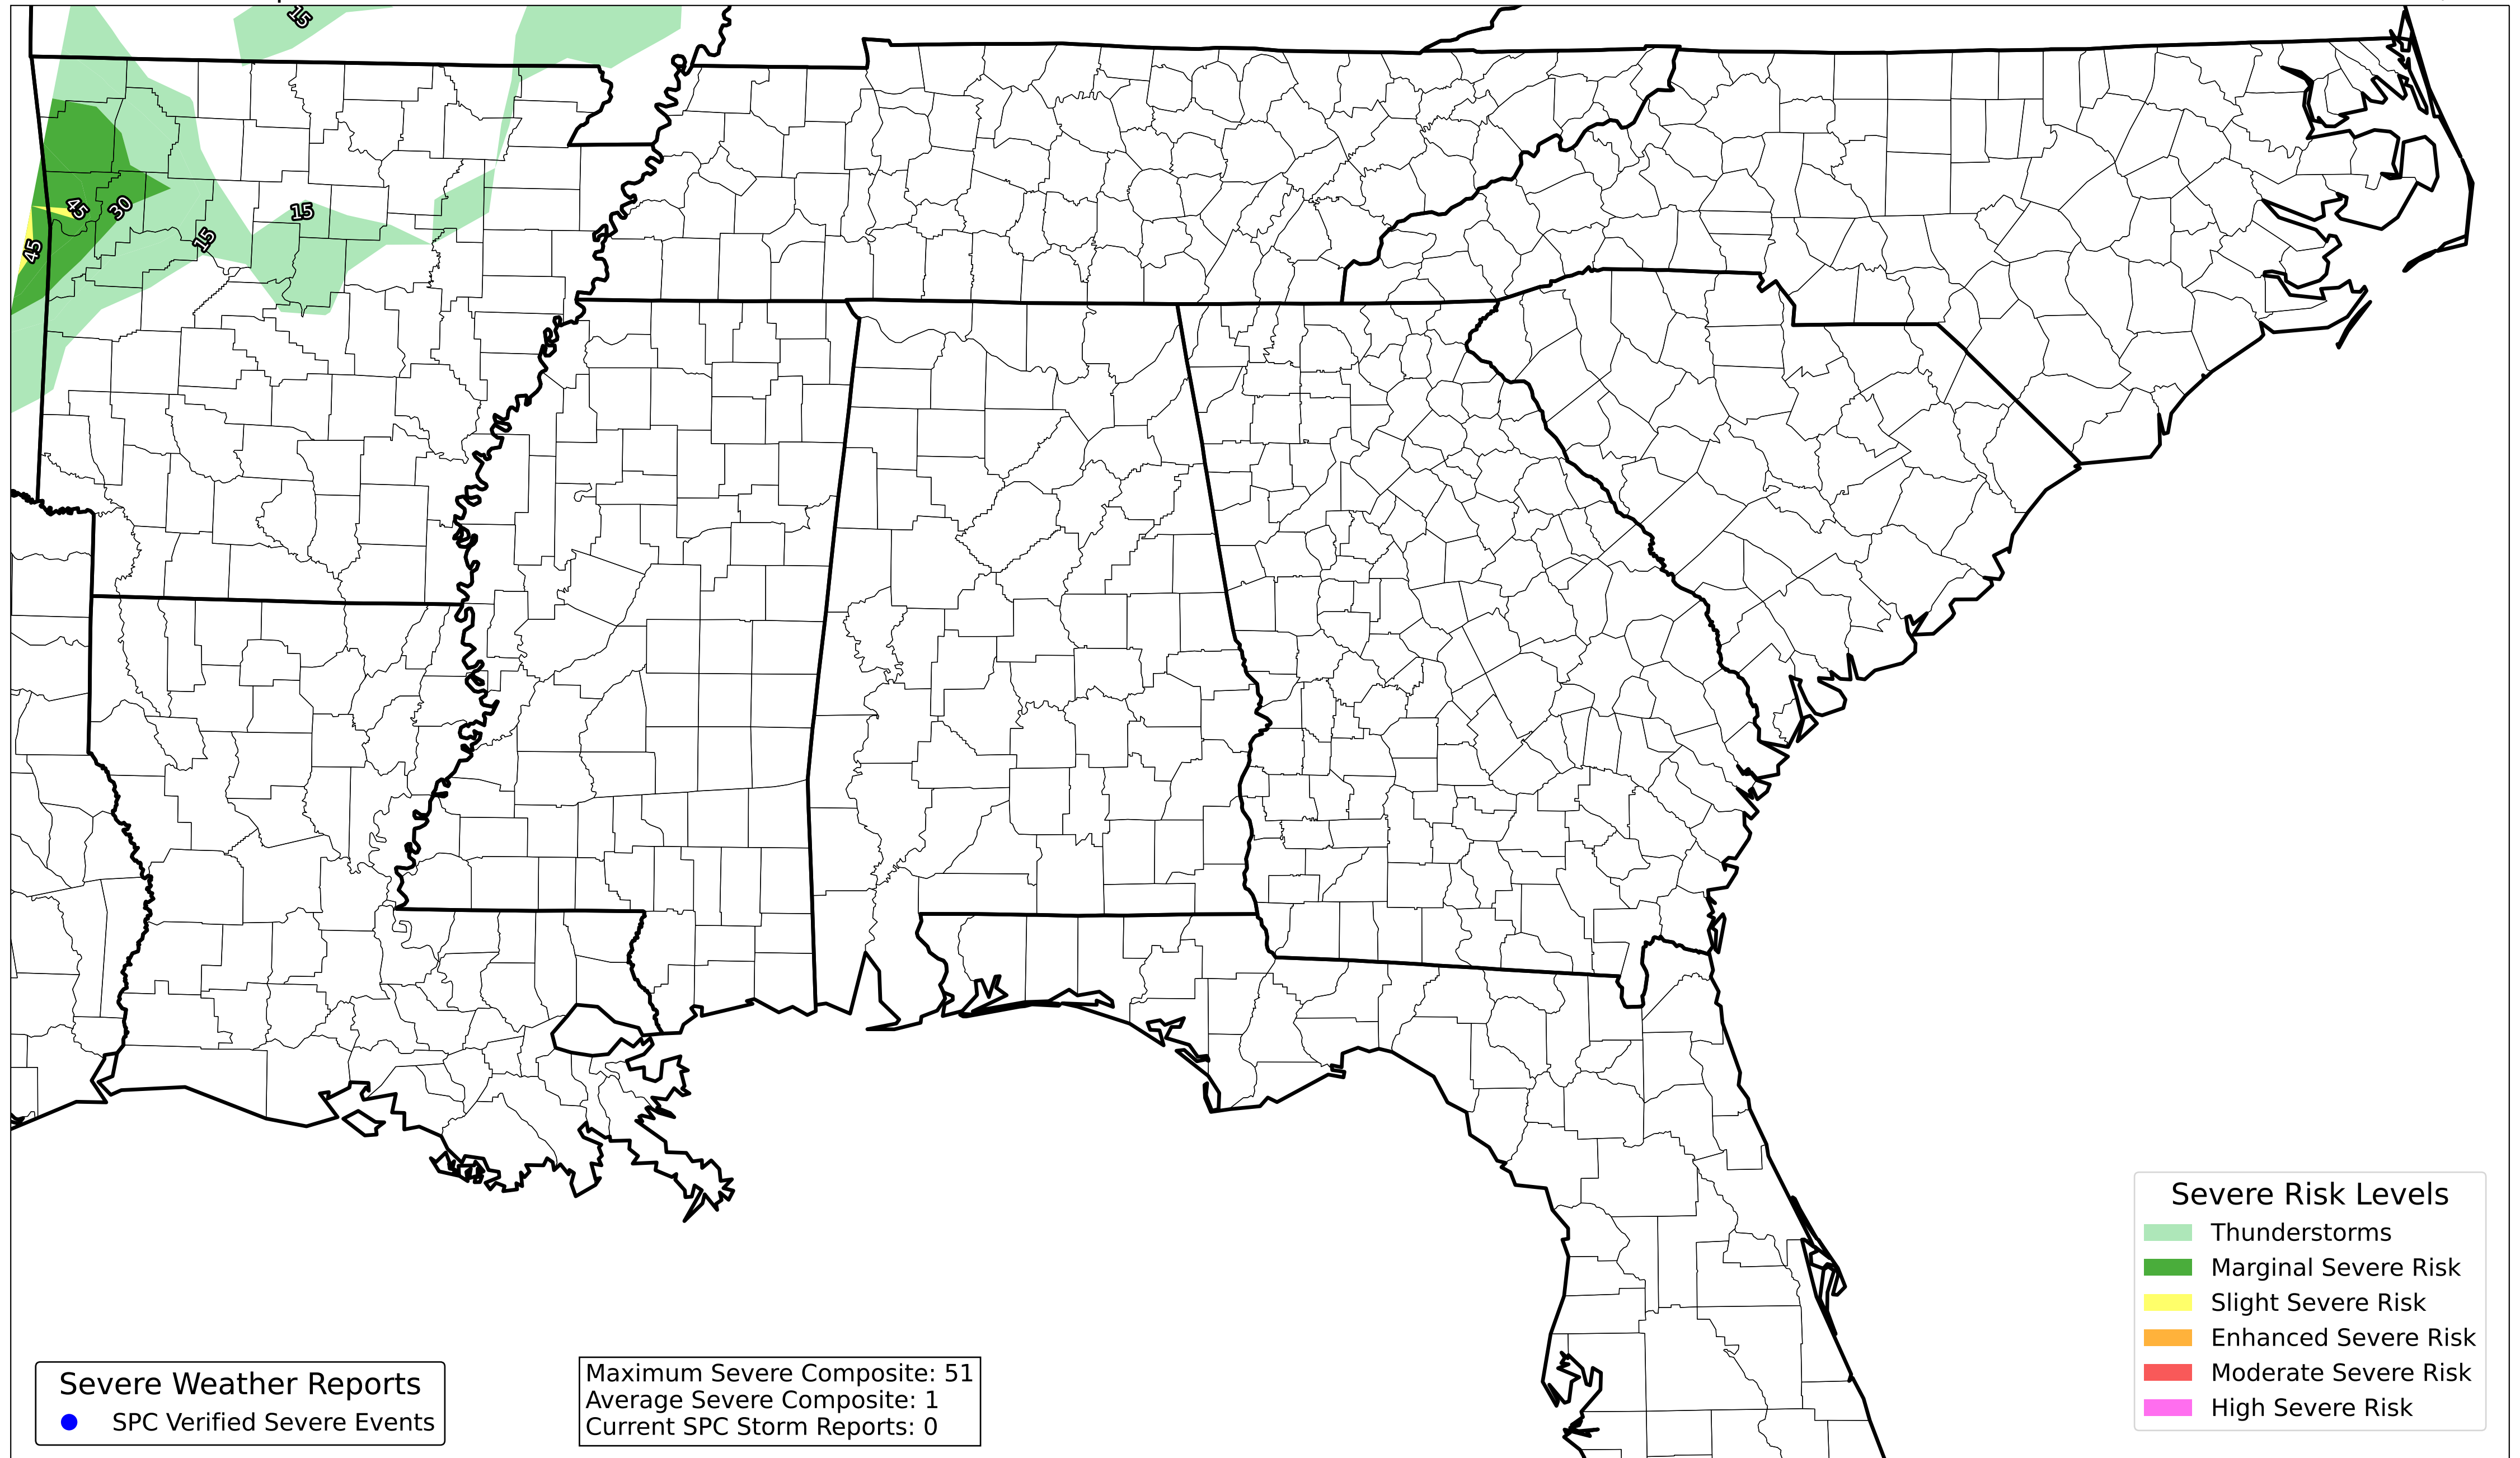 15
45
30
15
15
45
Severe Risk Levels
Thunderstorms
Marginal Severe Risk
Slight Severe Risk
Enhanced Severe Risk
Moderate Severe Risk
High Severe Risk
Severe Weather Reports
SPC Verified Severe Events
Maximum Severe Composite: 51
Average Severe Composite: 1
Current SPC Storm Reports: 0